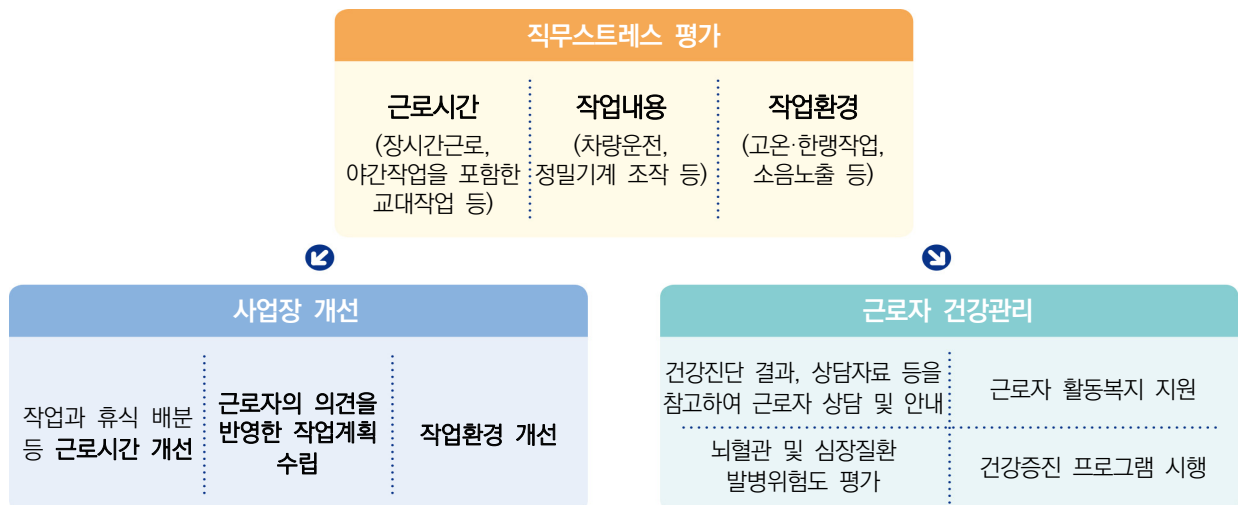 직무스트레스 평가
근로시간
(장시간근로,
야간작업을 포함한
교대작업 등)
작업내용
(차량운전,
정밀기계 조작 등)
작업환경
(고온·한랭작업,
소음노출 등)
사업장 개선
작업과 휴식 배분
등 근로시간 개선
근로자의 의견을
반영한 작업계획
수립
작업환경 개선
근로자 건강관리
건강진단 결과, 상담자료 등을
참고하여 근로자 상담 및 안내
근로자 활동복지 지원
뇌혈관 및 심장질환
발병위험도 평가
건강증진 프로그램 시행